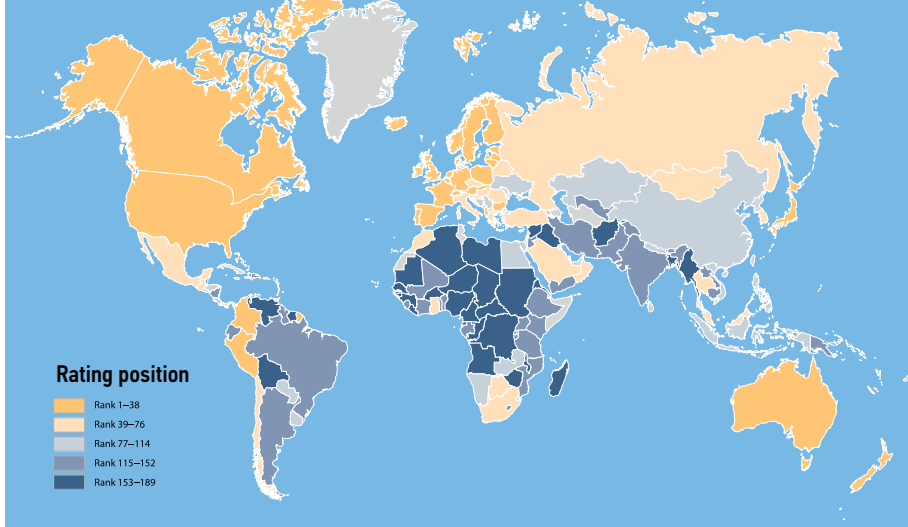 Rating position
Rank 1–38
Rank 39–76
Rank 77–114
Rank 115–152
Rank 153–189